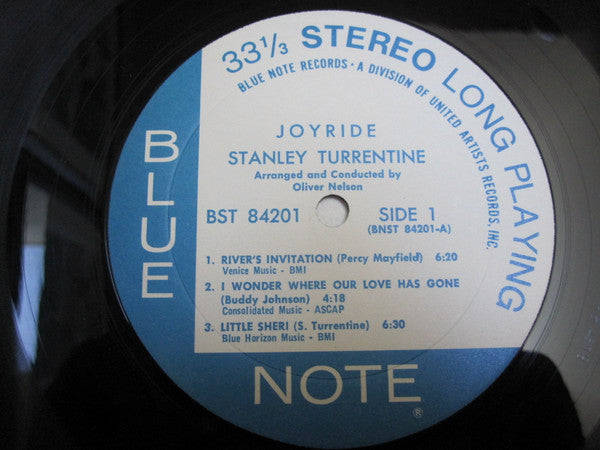 33 1/3 STEREO LONG PLAYING
BLUE NOTE RECORDS • A DIVISION OF UNITED ARTISTS RECORDS, INC.
JOYRIDE
STANLEY TURRENTINE
Arranged and Conducted by
Oliver Nelson
BST 84201 SIDE 1
(BNST 84201-A)
1. RIVER'S INVITATION (Percy Mayfield) 6:20
Venice Music - BMI
2. I WONDER WHERE OUR LOVE HAS GONE
(Buddy Johnson) 4:18
Consolidated Music - ASCAP
3. LITTLE SHERI (S. Turrentine) 6:30
Blue Horizon Music - BMI
BLUE
NOTE ®